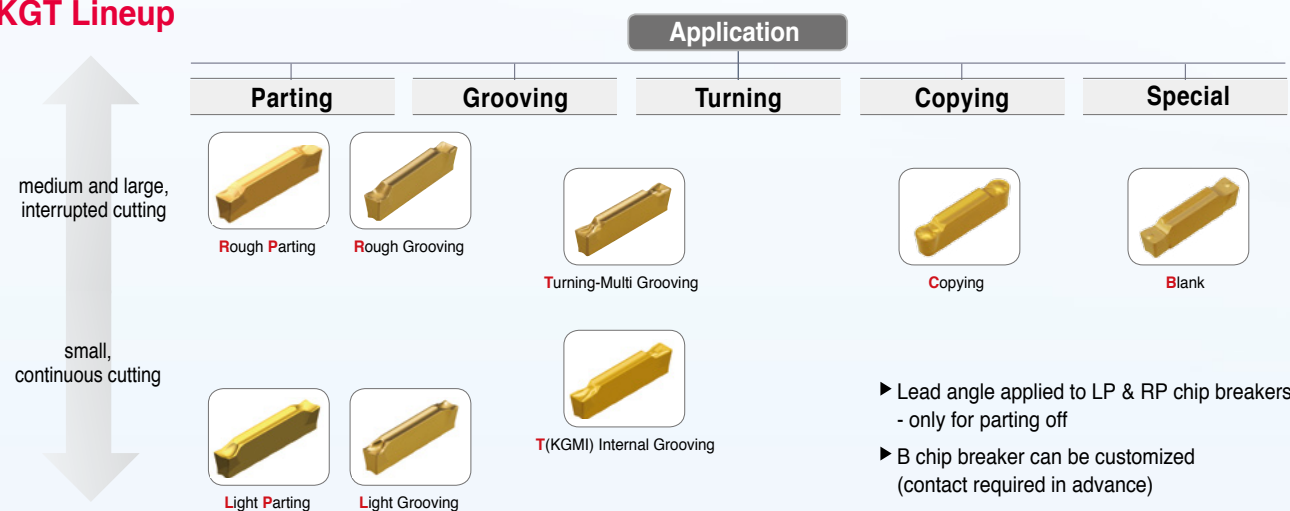 KGT Lineup
Application
Parting
Grooving
Turning
Copying
Special
medium and large,
interrupted cutting
Rough Parting
Rough Grooving
Turning-Multi Grooving
Copying
Blank
small,
continuous cutting
T(KGMI) Internal Grooving
Light Parting
Light Grooving
▶ Lead angle applied to LP & RP chip breakers
- only for parting off
▶ B chip breaker can be customized
(contact required in advance)